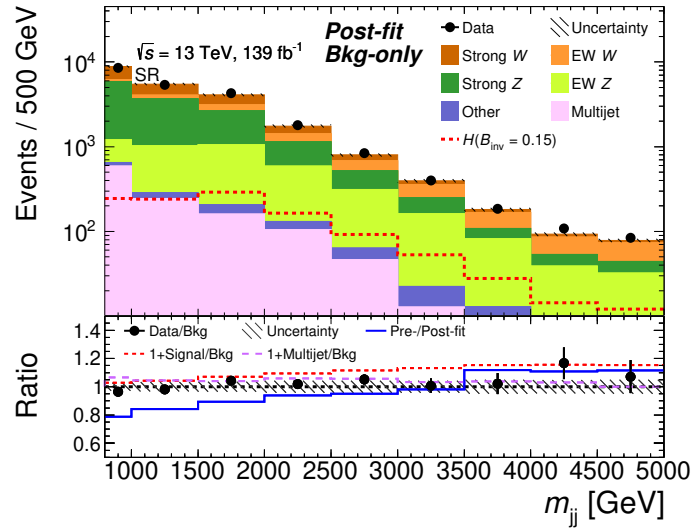 Events / 500 GeV
10⁴
10³
10²
√s = 13 TeV, 139 fb⁻¹
SR
Post-fit
Bkg-only
Data
Uncertainty
Strong W
EW W
Strong Z
EW Z
Other
Multijet
H(B_inv = 0.15)
Ratio
1.4
1.2
1
0.8
0.6
Data/Bkg
Uncertainty
Pre-/Post-fit
1+Signal/Bkg
1+Multijet/Bkg
1000 1500 2000 2500 3000 3500 4000 4500 5000
m_jj [GeV]